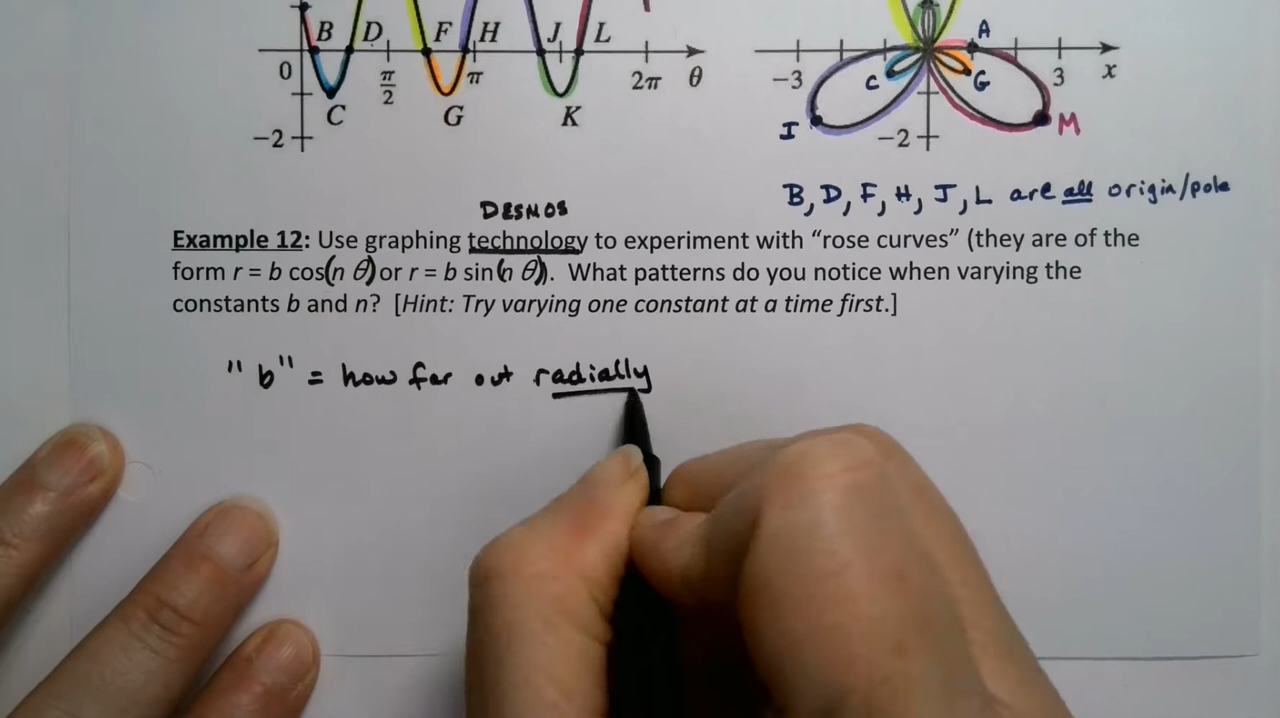 B D F H J L
0 π/2 π 2π θ -3 C A G 3 x
C G K I M
-2 -2
B, D, F, H, J, L are all origin/pole
DESMOS
Example 12: Use graphing technology to experiment with “rose curves” (they are of the
form r = b cos(n θ) or r = b sin(n θ). What patterns do you notice when varying the
constants b and n? [Hint: Try varying one constant at a time first.]
"b" = how far out radially